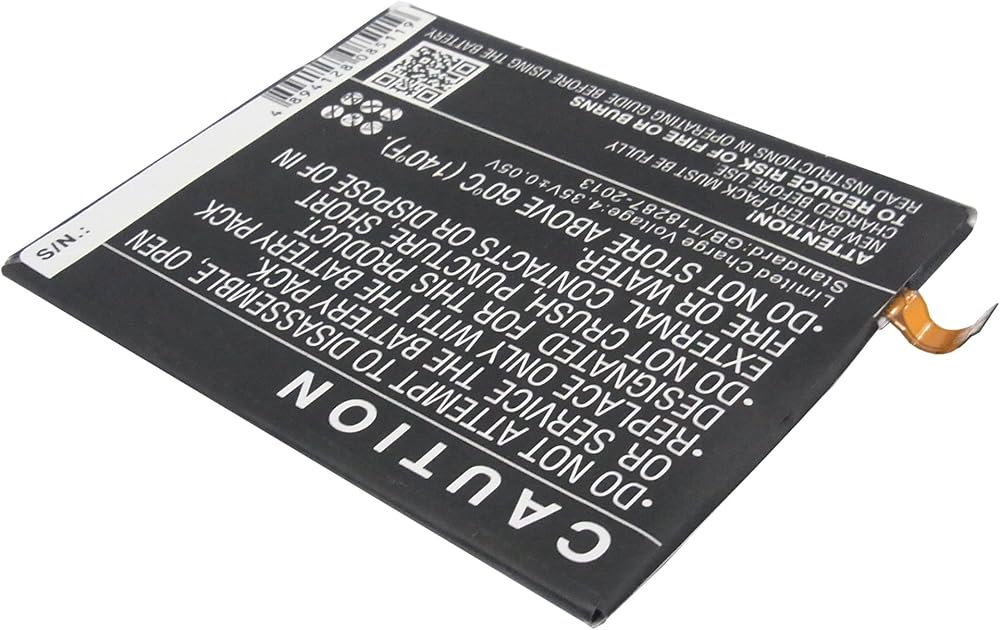 CAUTION
•DO NOT ATTEMPT TO DISASSEMBLE, OPEN
OR SERVICE THE BATTERY PACK.
•REPLACE ONLY WITH THE BATTERY PACK
DESIGNATED FOR THIS PRODUCT.
•DO NOT CRUSH, PUNCTURE, SHORT
EXTERNAL CONTACTS OR DISPOSE OF IN
FIRE OR WATER
•DO NOT STORE ABOVE 60°C (140°F).
Standard:GB/T18287-2013
Limited Charge Voltage:4.35V±0.05V
ATTENTION!
NEW BATTERY PACK MUST BE FULLY
CHARGED BEFORE USE.
TO REDUCE RISK OF FIRE OR BURNS
READ INSTRUCTIONS IN OPERATING GUIDE BEFORE USING THE BATTERY
S/N.:
4 894128 085119